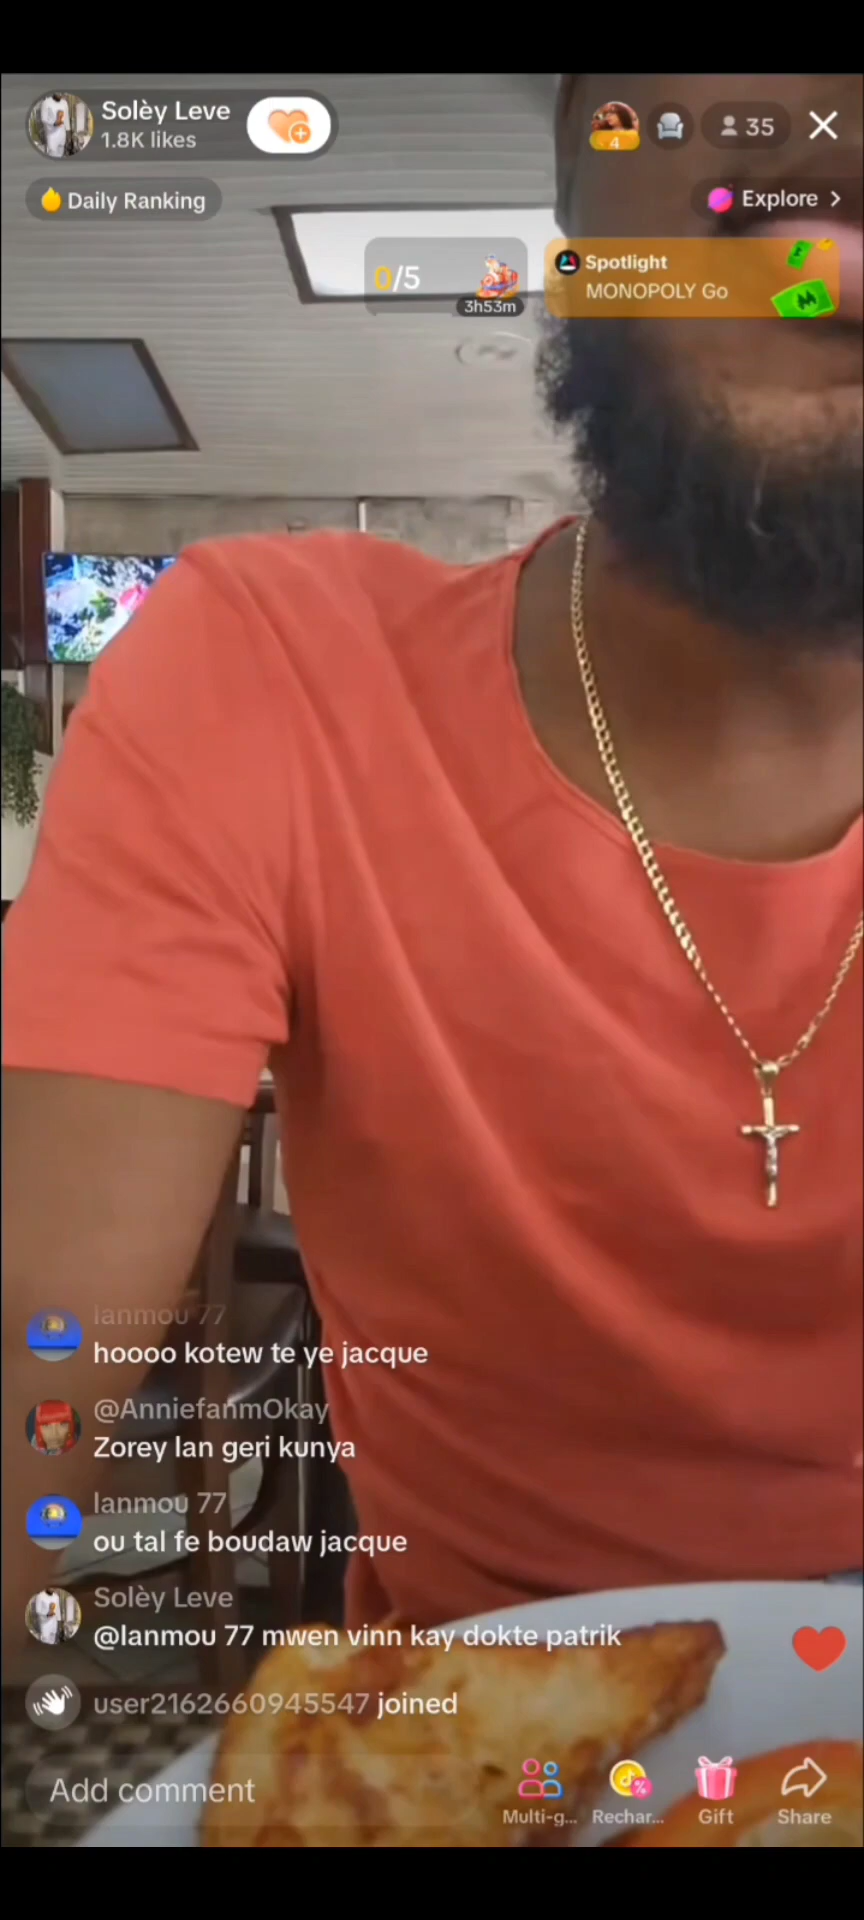 Solèy Leve
1.8K likes
4
35
Daily Ranking
Explore >
0/5
3h53m
Spotlight
MONOPOLY Go
lanmou 77
hoooo kotew te ye jacque
@AnniefanmOkay
Zorey lan geri kunya
lanmou 77
ou tal fe boudaw jacque
Solèy Leve
@lanmou 77 mwen vinn kay dokte patrik
user2162660945547 joined
Add comment
Multi-g...
Rechar...
Gift
Share